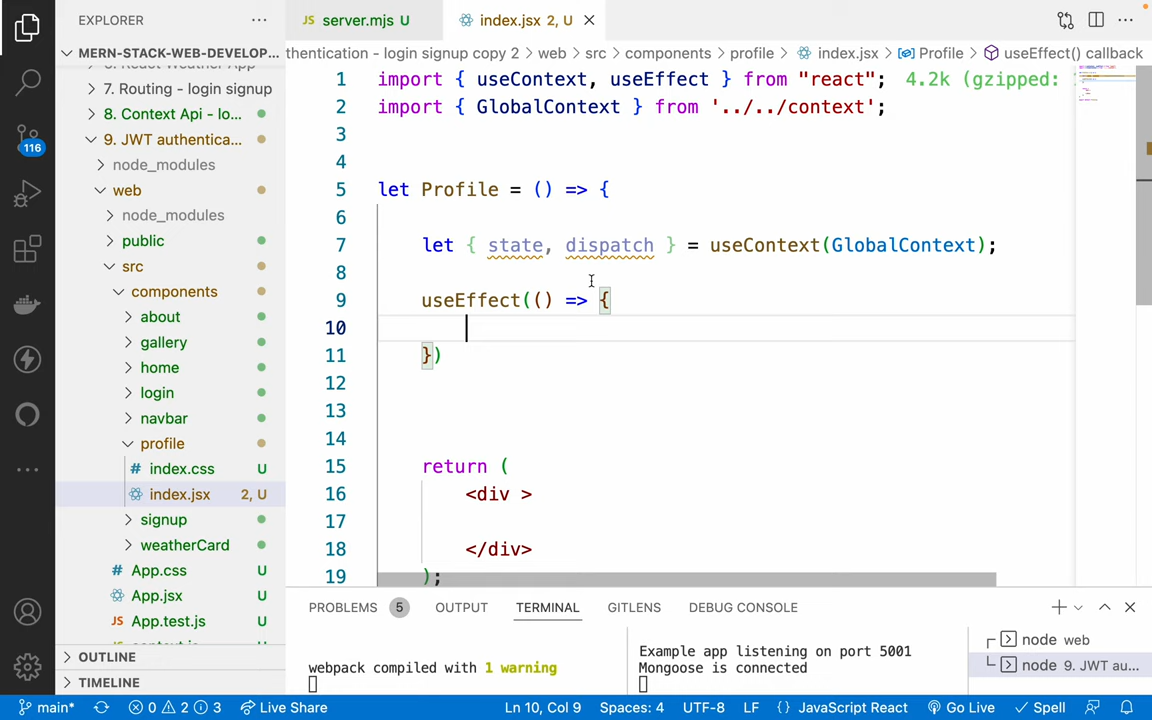 EXPLORER
MERN-STACK-WEB-DEVELOP...
7. Routing - login signup
8. Context Api - lo...
9. JWT authentica...
node_modules
web
node_modules
public
src
components
about
gallery
home
login
navbar
profile
# index.css U
index.jsx 2, U
signup
weatherCard
# App.css U
App.jsx U
JS App.test.js U
OUTLINE
TIMELINE
116
JS server.mjs U
index.jsx 2, U
thentication - login signup copy 2 > web > src > components > profile > index.jsx > Profile > useEffect() callback
1 import { useContext, useEffect } from "react"; 4.2k (gzipped:
2 import { GlobalContext } from '../../context';
3
4
5 let Profile = () => {
6
7 let { state, dispatch } = useContext(GlobalContext);
8
9 useEffect(() => {
10
11 })
12
13
14
15 return (
16 <div >
17
18 </div>
19 );
PROBLEMS 5 OUTPUT TERMINAL GITLENS DEBUG CONSOLE
webpack compiled with 1 warning
Example app listening on port 5001
Mongoose is connected
node web
node 9. JWT au...
main* 0 2 3 Live Share Ln 10, Col 9 Spaces: 4 UTF-8 LF {} JavaScript React Go Live Spell